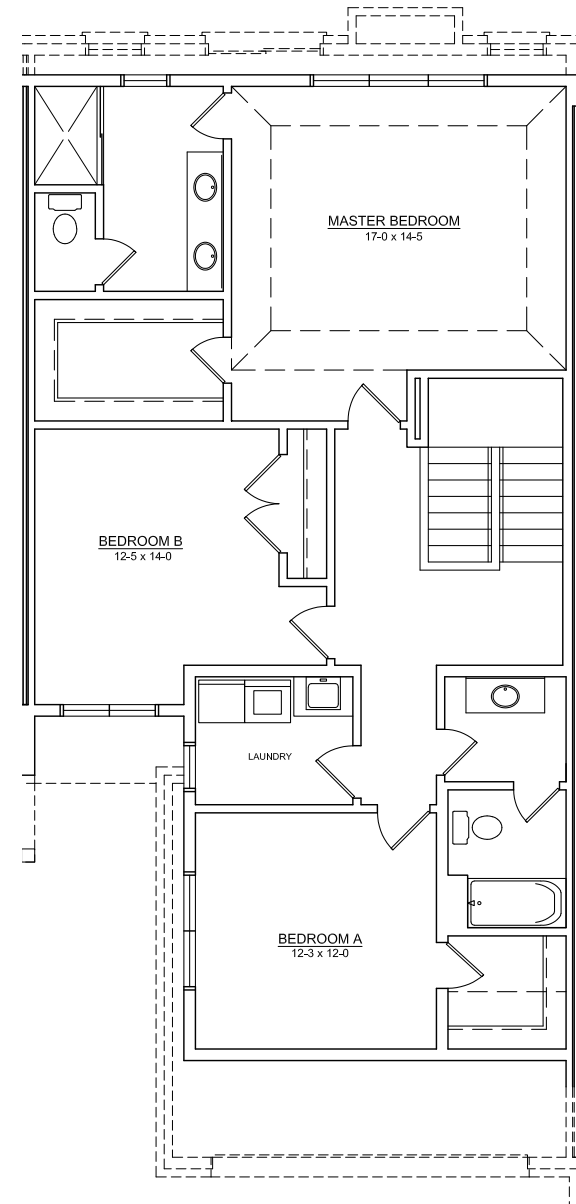 MASTER BEDROOM
17-0 x 14-5
BEDROOM B
12-5 x 14-0
LAUNDRY
BEDROOM A
12-3 x 12-0